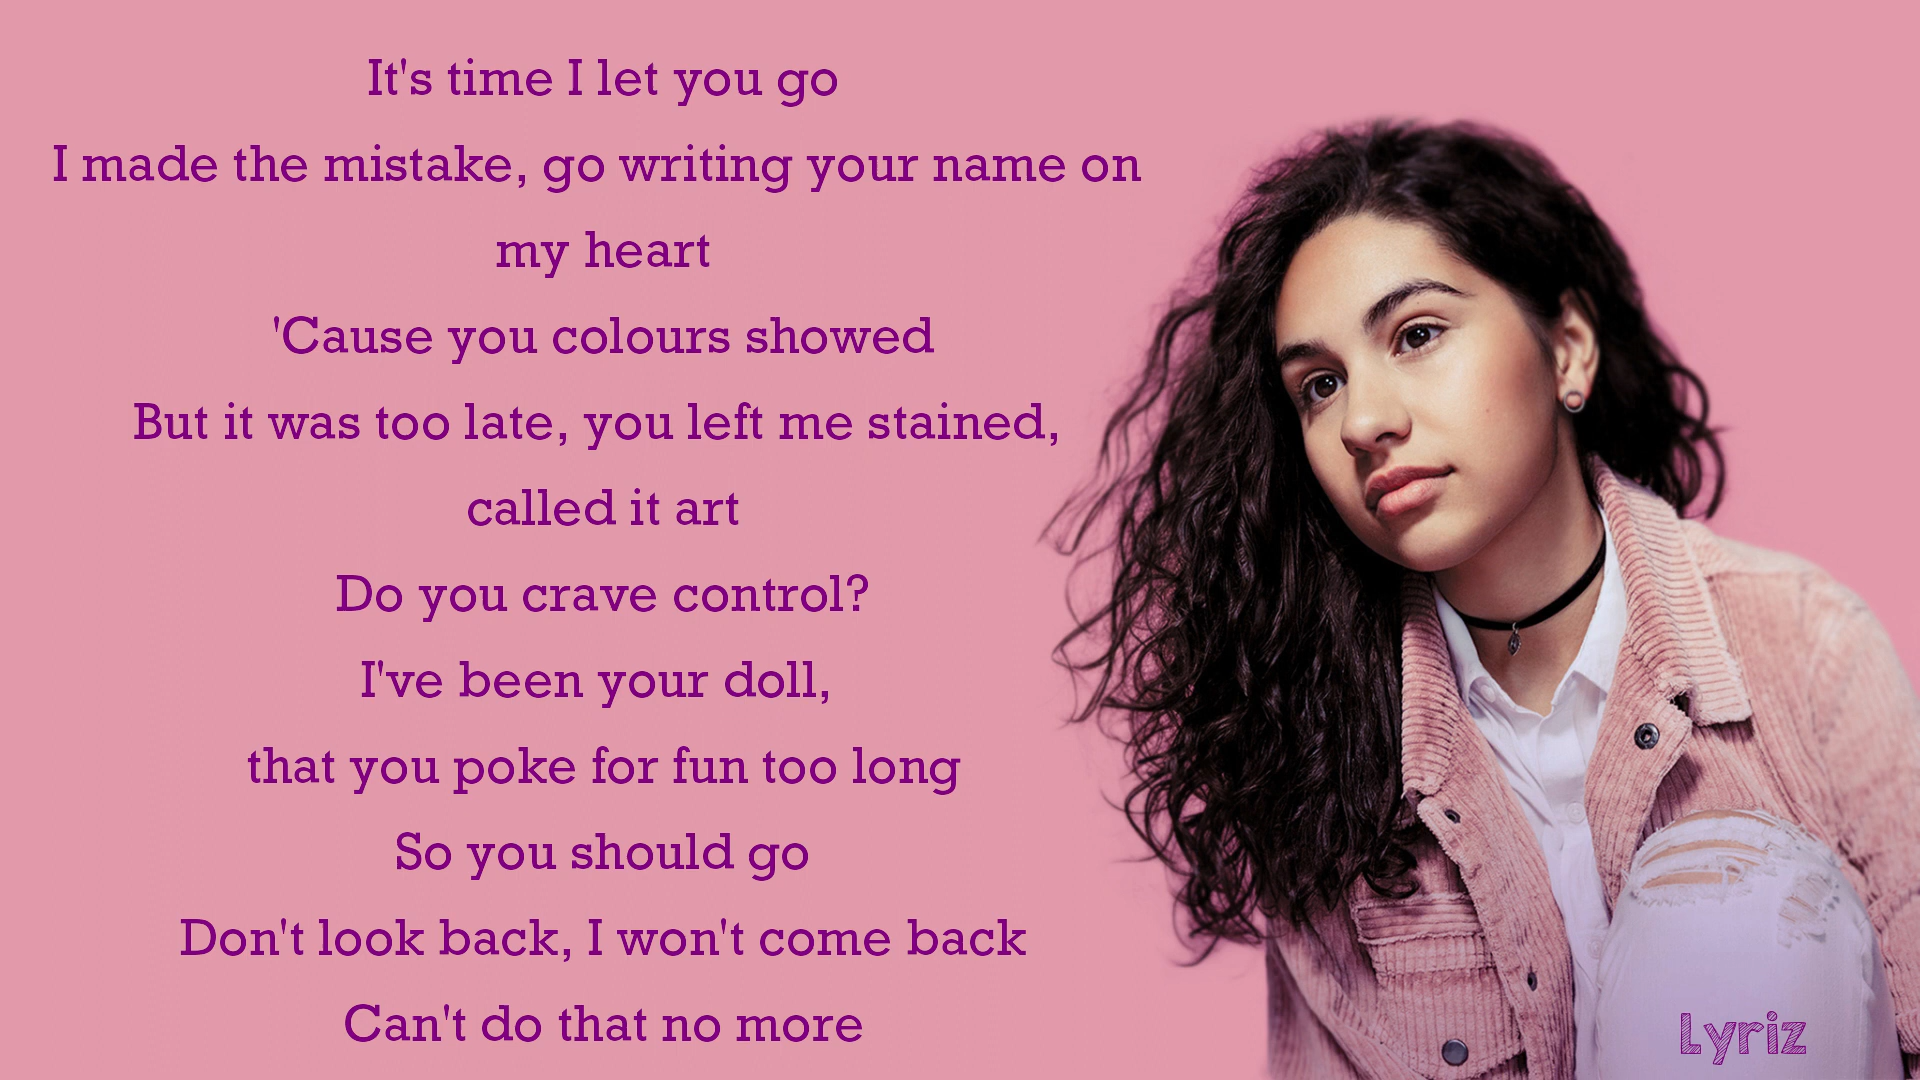 It's time I let you go
I made the mistake, go writing your name on
my heart
'Cause you colours showed
But it was too late, you left me stained,
called it art
Do you crave control?
I've been your doll,
that you poke for fun too long
So you should go
Don't look back, I won't come back
Can't do that no more
Lyriz